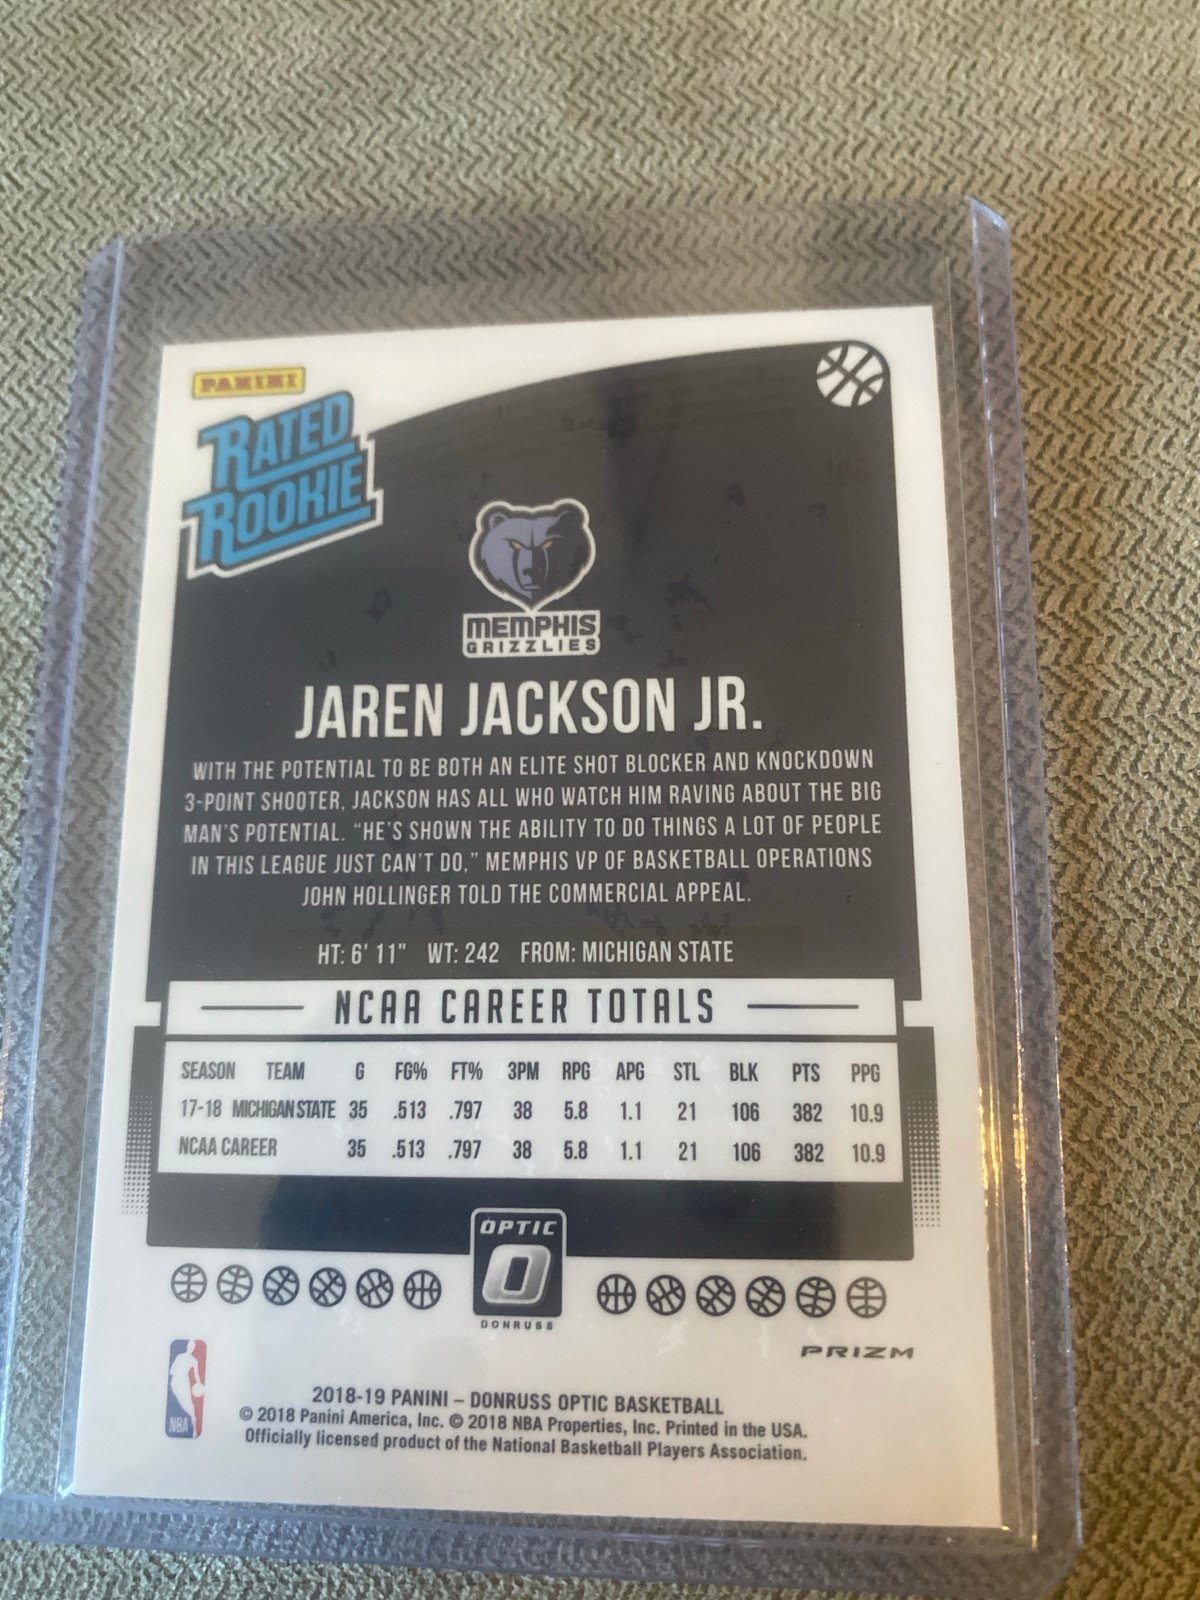 PANINI
RATED
ROOKIE
MEMPHIS
GRIZZLIES
JAREN JACKSON JR.
WITH THE POTENTIAL TO BE BOTH AN ELITE SHOT BLOCKER AND KNOCKDOWN
3-POINT SHOOTER, JACKSON HAS ALL WHO WATCH HIM RAVING ABOUT THE BIG
MAN'S POTENTIAL. "HE'S SHOWN THE ABILITY TO DO THINGS A LOT OF PEOPLE
IN THIS LEAGUE JUST CAN'T DO," MEMPHIS VP OF BASKETBALL OPERATIONS
JOHN HOLLINGER TOLD THE COMMERCIAL APPEAL.
HT: 6' 11" WT: 242 FROM: MICHIGAN STATE
NCAA CAREER TOTALS
SEASON TEAM G FG% FT% 3PM RPG APG STL BLK PTS PPG
17-18 MICHIGAN STATE 35 .513 .797 38 5.8 1.1 21 106 382 10.9
NCAA CAREER 35 .513 .797 38 5.8 1.1 21 106 382 10.9
OPTIC
O
DONRUSS
PRIZM
NBA
2018-19 PANINI – DONRUSS OPTIC BASKETBALL
© 2018 Panini America, Inc. © 2018 NBA Properties, Inc. Printed in the USA.
Officially licensed product of the National Basketball Players Association.